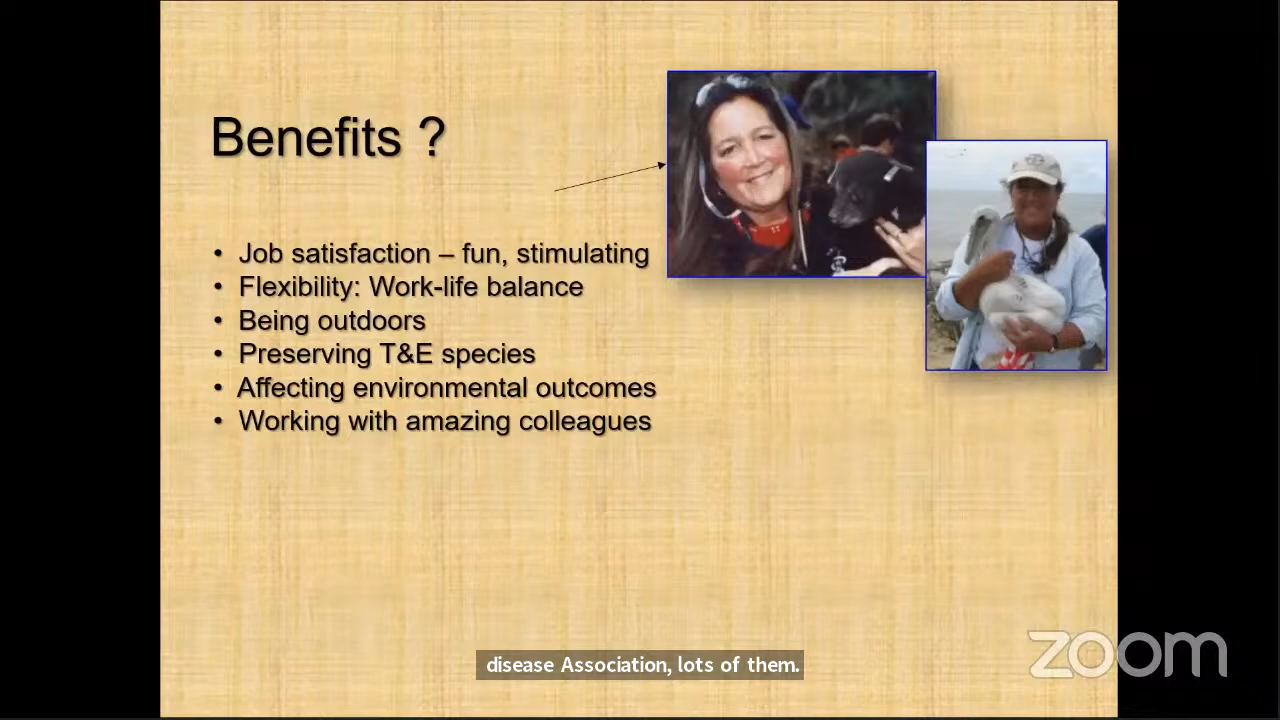 Benefits ?
• Job satisfaction – fun, stimulating
• Flexibility: Work-life balance
• Being outdoors
• Preserving T&E species
• Affecting environmental outcomes
• Working with amazing colleagues
disease Association, lots of them.
zoom